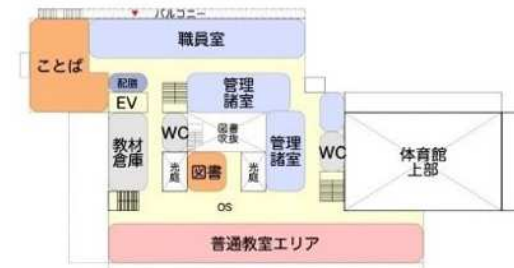 バルコニー
職員室
ことば
配膳
EV
管理
諸室
教材
倉庫
WC
図書
吹抜
管理
諸室
WC
体育館
上部
光庭
図書
光庭
OS
普通教室エリア